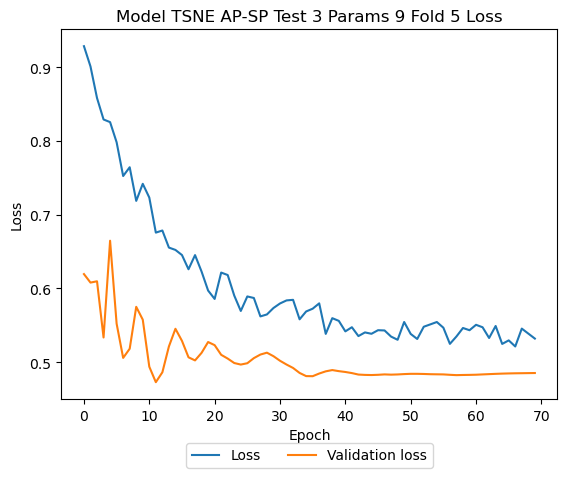 Model TSNE AP-SP Test 3 Params 9 Fold 5 Loss
Loss
0.9
0.8
0.7
0.6
0.5
0 10 20 30 40 50 60 70
Epoch
Loss Validation loss